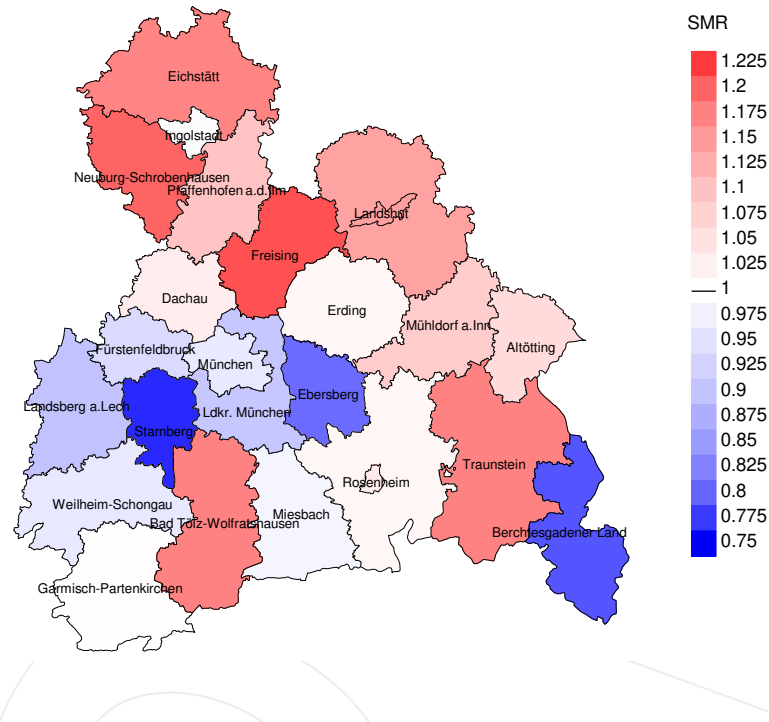 SMR
Eichstätt
Ingolstadt
Neuburg-Schrobenhausen
Pfaffenhofen a.d.Ilm
Landshut
Freising
Dachau
Erding
Mühldorf a.Inn
Altötting
Fürstenfeldbruck
München
Ebersberg
Landsberg a.Lech
Ldkr. München
Starnberg
Traunstein
Rosenheim
Weilheim-Schongau
Miesbach
Bad Tölz-Wolfratshausen
Berchtesgadener Land
Garmisch-Partenkirchen
1.225
1.2
1.175
1.15
1.125
1.1
1.075
1.05
1.025
1
0.975
0.95
0.925
0.9
0.875
0.85
0.825
0.8
0.775
0.75